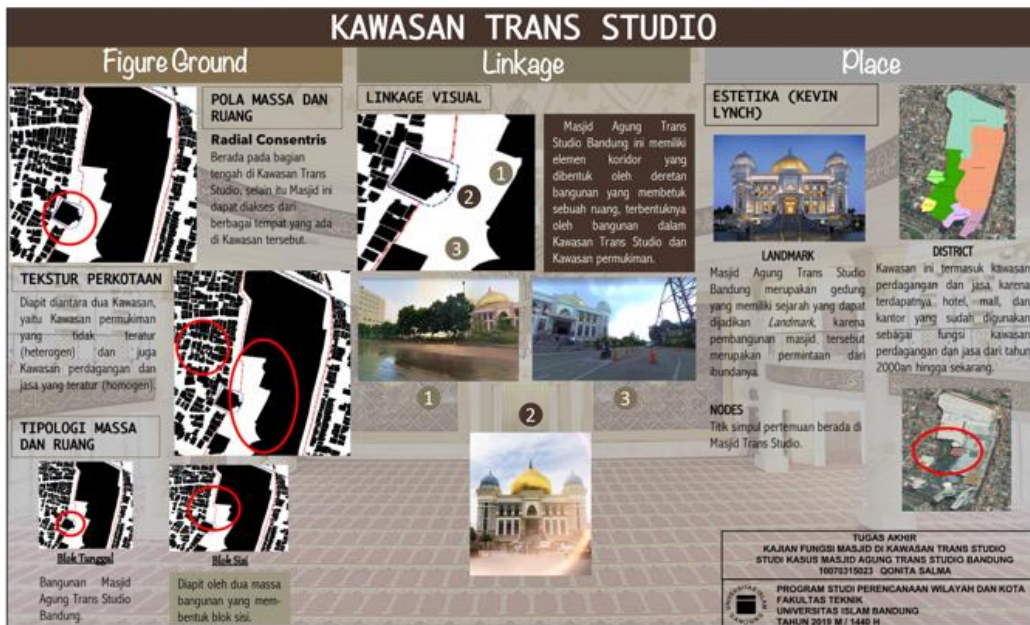 KAWASAN TRANS STUDIO
Figure Ground
POLA MASSA DAN
RUANG
Radial Consentris
Berada pada bagian
tengah di Kawasan Trans
Studio, selain itu Masjid ini
dapat diakses dari
berbagai tempat yang ada
di Kawasan tersebut.
TEKSTUR PERKOTAAN
Diapit diantara dua Kawasan,
yaitu Kawasan permukiman
yang tidak teratur
(heterogen) dan juga
Kawasan perdagangan dan
jasa yang teratur (homogen).
TIPOLOGI MASSA
DAN RUANG
Blok Tunggal
Bangunan Masjid
Agung Trans Studio
Bandung.
Blok Sisi
Diapit oleh dua massa
bangunan yang mem-
bentuk blok sisi.
Linkage
LINKAGE VISUAL
1
2
3
Masjid Agung Trans
Studio Bandung ini memiliki
elemen koridor yang
dibentuk oleh deretan
bangunan yang membetuk
sebuah ruang, terbentuknya
oleh bangunan dalam
Kawasan Trans Studio dan
Kawasan permukiman.
1
2
3
Place
ESTETIKA (KEVIN
LYNCH)
LANDMARK
Masjid Agung Trans Studio
Bandung merupakan gedung
yang memiliki sejarah yang dapat
dijadikan Landmark, karena
pembangunan masjid tersebut
merupakan permintaan dari
ibundanya.
DISTRICT
Kawasan ini termasuk kawasan
perdagangan dan jasa, karena
terdapatnya hotel, mall, dan
kantor yang sudah digunakan
sebagai fungsi kawasan
perdagangan dan jasa dari tahun
2000an hingga sekarang.
NODES
Titik simpul pertemuan berada di
Masjid Trans Studio.
TUGAS AKHIR
KAJIAN FUNGSI MASJID DI KAWASAN TRANS STUDIO
STUDI KASUS MASJID AGUNG TRANS STUDIO BANDUNG
10070315023 QONITA SALMA
UNIVERSITAS ISLAM
BANDUNG
PROGRAM STUDI PERENCANAAN WILAYAH DAN KOTA
FAKULTAS TEKNIK
UNIVERSITAS ISLAM BANDUNG
TAHUN 2019 M / 1440 H